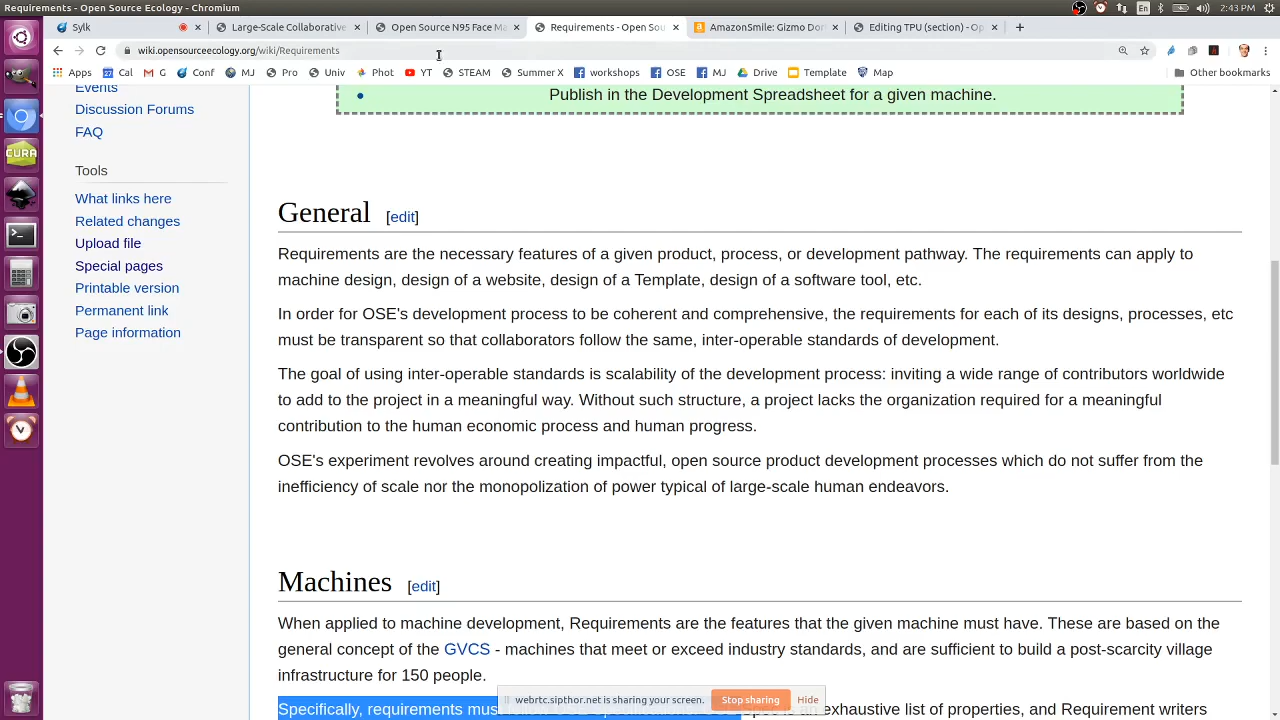 Requirements - Open Source Ecology - Chromium
En
2:43 PM
Sylk
Large-Scale Collaborative
Open Source N95 Face Ma
Requirements - Open Sou
AmazonSmile: Gizmo Dor
Editing TPU (section) - Op
wiki.opensourceecology.org/wiki/Requirements
Apps
27 Cal
M G
Conf
MJ
Pro
Univ
Phot
YT
STEAM
Summer X
workshops
OSE
MJ
Drive
Template
Map
Other bookmarks
Events
Discussion Forums
FAQ
Tools
What links here
Related changes
Upload file
Special pages
Printable version
Permanent link
Page information
CURA
Publish in the Development Spreadsheet for a given machine.
General [edit]
Requirements are the necessary features of a given product, process, or development pathway. The requirements can apply to
machine design, design of a website, design of a Template, design of a software tool, etc.
In order for OSE's development process to be coherent and comprehensive, the requirements for each of its designs, processes, etc
must be transparent so that collaborators follow the same, inter-operable standards of development.
The goal of using inter-operable standards is scalability of the development process: inviting a wide range of contributors worldwide
to add to the project in a meaningful way. Without such structure, a project lacks the organization required for a meaningful
contribution to the human economic process and human progress.
OSE's experiment revolves around creating impactful, open source product development processes which do not suffer from the
inefficiency of scale nor the monopolization of power typical of large-scale human endeavors.
Machines [edit]
When applied to machine development, Requirements are the features that the given machine must have. These are based on the
general concept of the GVCS - machines that meet or exceed industry standards, and are sufficient to build a post-scarcity village
infrastructure for 150 people.
Specifically, requirements mus
exhaustive list of properties, and Requirement writers
webrtc.sipthor.net is sharing your screen.
Stop sharing
Hide